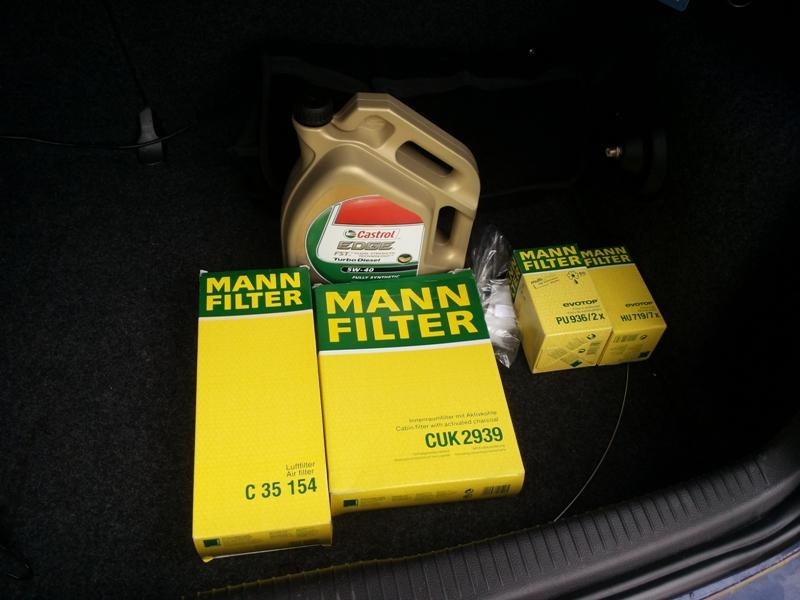 Castrol
EDGE
FST
Turbo Diesel
5W-40
FULLY SYNTHETIC
MANN
FILTER
Luftfilter
Air filter
C 35 154
MANN
FILTER
Innenraumfilter mit Aktivkohle
Cabin filter with activated charcoal
CUK 2939
MANN
FILTER
EVOTOP
PU 936/2 x
MANN
FILTER
EVOTOP
HU 719/7 x